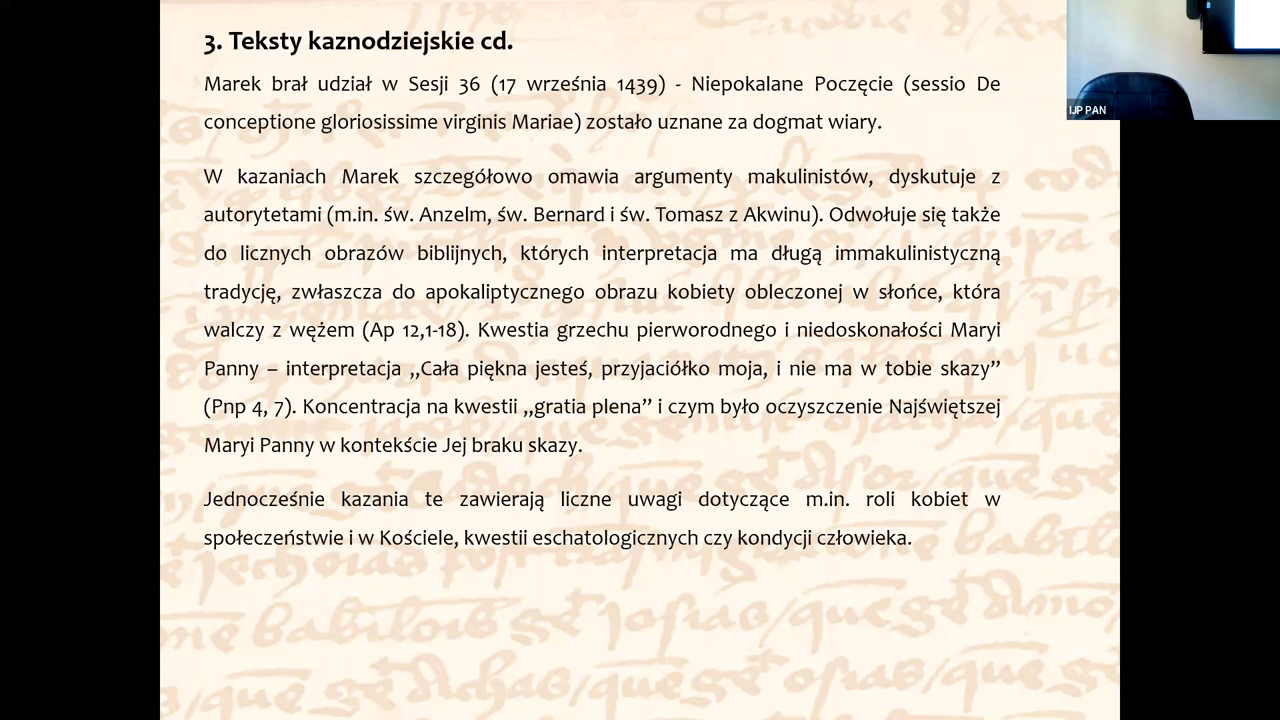 3. Teksty kaznodziejskie cd.
Marek brał udział w Sesji 36 (17 września 1439) - Niepokalane Poczęcie (sessio De
conceptione gloriosissime virginis Mariae) zostało uznane za dogmat wiary.
W kazaniach Marek szczegółowo omawia argumenty makulinistów, dyskutuje z
autorytetami (m.in. św. Anzelm, św. Bernard i św. Tomasz z Akwinu). Odwołuje się także
do licznych obrazów biblijnych, których interpretacja ma długą immakulinistyczną
tradycję, zwłaszcza do apokaliptycznego obrazu kobiety obleczonej w słońce, która
walczy z wężem (Ap 12,1-18). Kwestia grzechu pierworodnego i niedoskonałości Maryi
Panny – interpretacja „Cała piękna jesteś, przyjaciółko moja, i nie ma w tobie skazy”
(Pnp 4, 7). Koncentracja na kwestii „gratia plena” i czym było oczyszczenie Najświętszej
Maryi Panny w kontekście Jej braku skazy.
Jednocześnie kazania te zawierają liczne uwagi dotyczące m.in. roli kobiet w
społeczeństwie i w Kościele, kwestii eschatologicznych czy kondycji człowieka.
IJP PAN